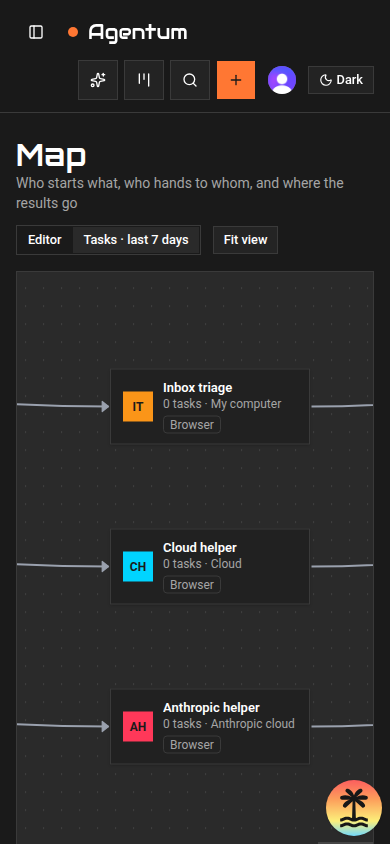 Agentum
Dark
Map
Who starts what, who hands to whom, and where the
results go
Editor
Tasks · last 7 days
Fit view
IT
Inbox triage
0 tasks · My computer
Browser
CH
Cloud helper
0 tasks · Cloud
Browser
AH
Anthropic helper
0 tasks · Anthropic cloud
Browser